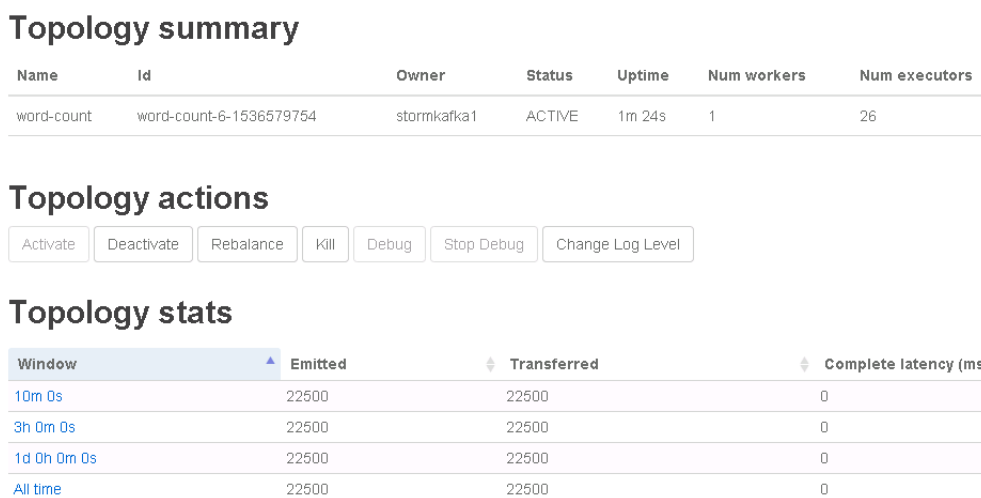 Topology summary
Name Id Owner Status Uptime Num workers Num executors
word-count word-count-6-1536579754 stormkafka1 ACTIVE 1m 24s 1 26
Topology actions
Activate Deactivate Rebalance Kill Debug Stop Debug Change Log Level
Topology stats
Window Emitted Transferred Complete latency (ms
10m 0s 22500 22500 0
3h 0m 0s 22500 22500 0
1d 0h 0m 0s 22500 22500 0
All time 22500 22500 0